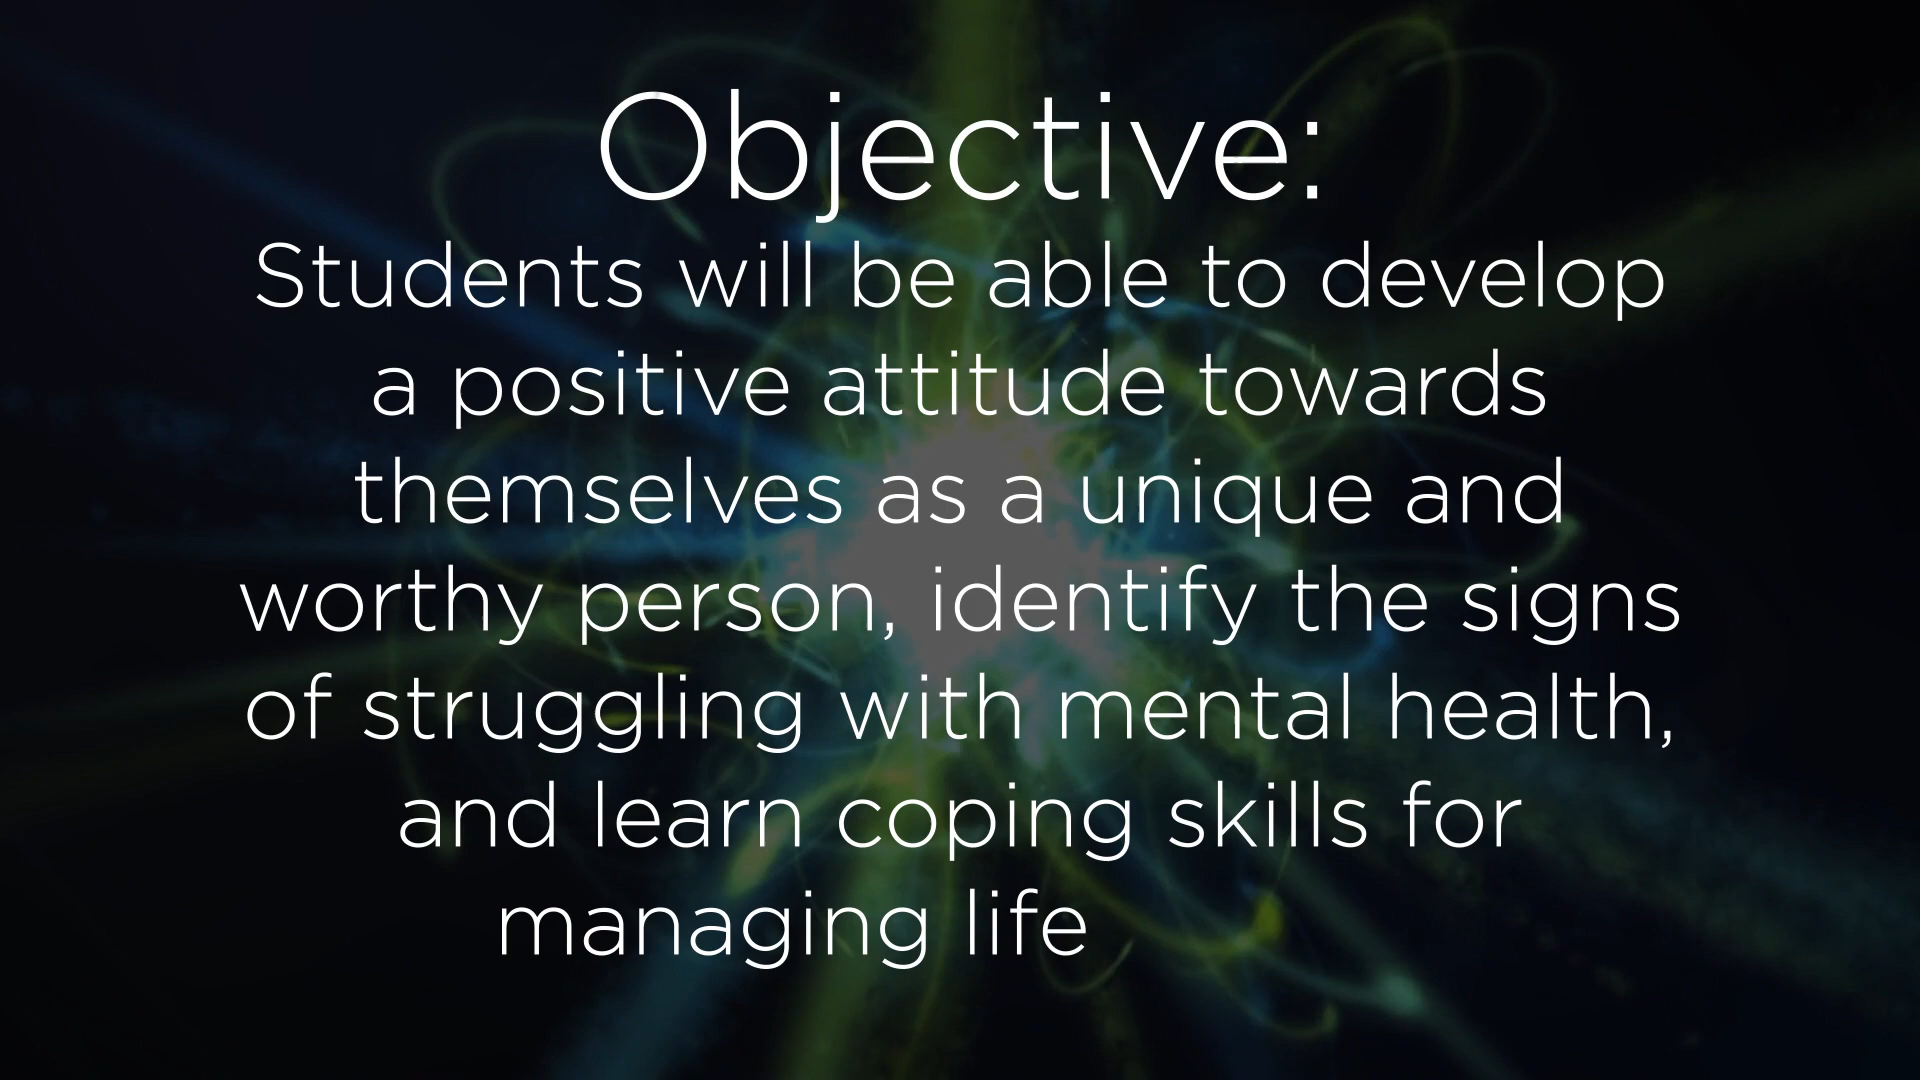 Objective:
Students will be able to develop
a positive attitude towards
themselves as a unique and
worthy person, identify the signs
of struggling with mental health,
and learn coping skills for
managing life